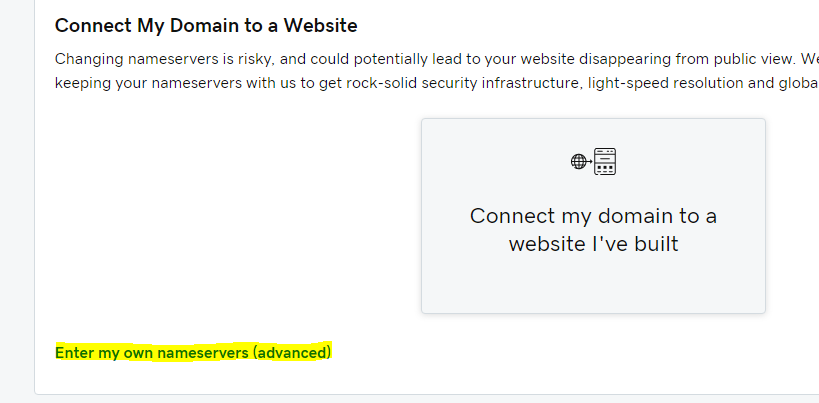 Connect My Domain to a Website
Changing nameservers is risky, and could potentially lead to your website disappearing from public view. We
keeping your nameservers with us to get rock-solid security infrastructure, light-speed resolution and globa
Connect my domain to a
website I've built
Enter my own nameservers (advanced)